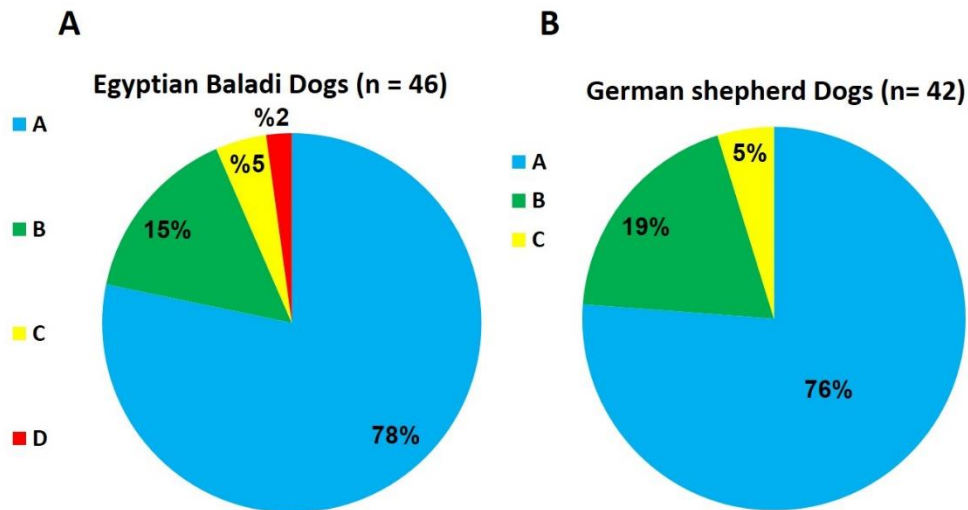 A
Egyptian Baladi Dogs (n = 46)
A
B
C
D
%2
%5
15%
78%
B
German shepherd Dogs (n= 42)
A
B
C
5%
19%
76%